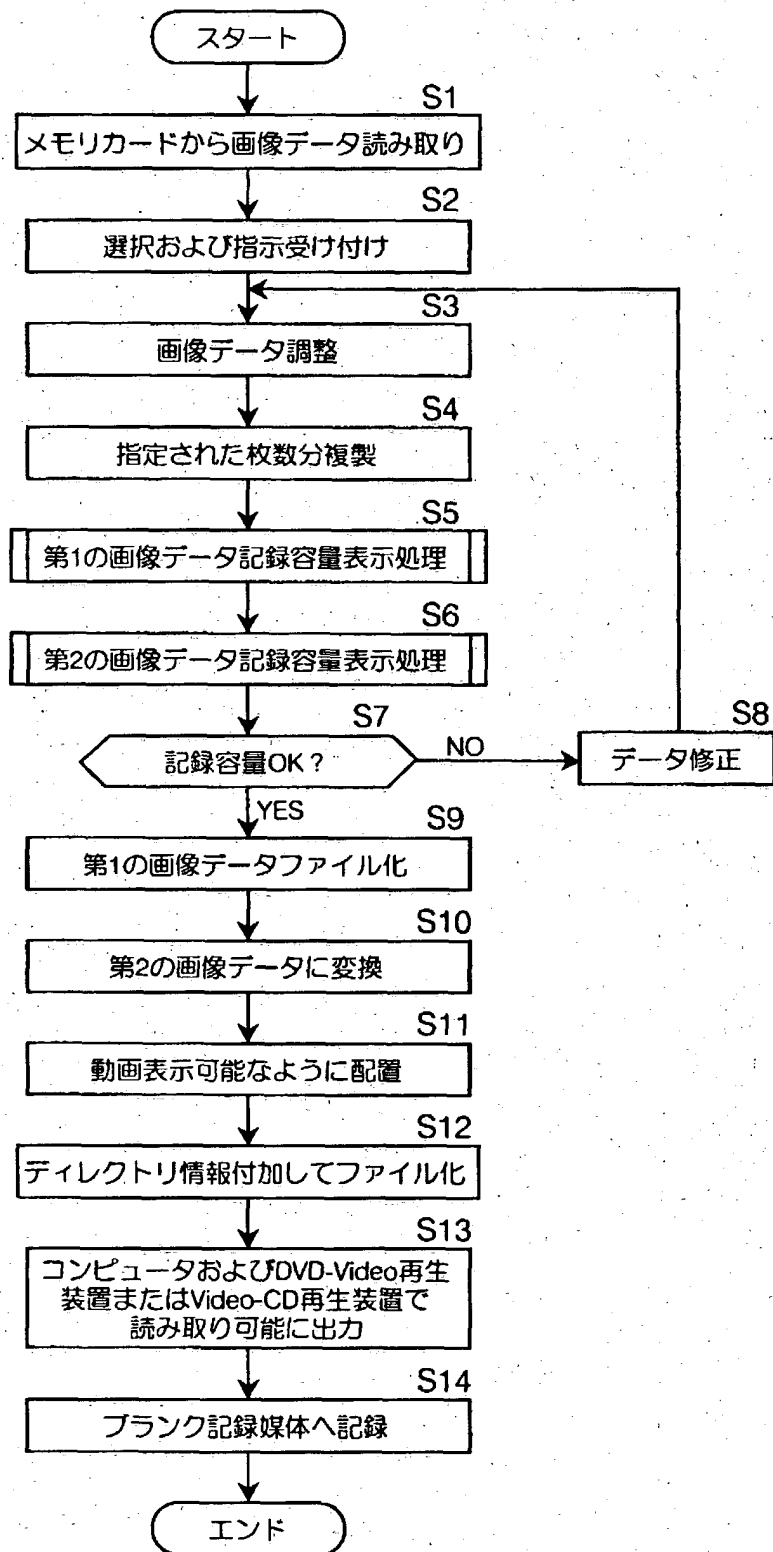 スタート
S1
メモリカードから画像データ読み取り
S2
選択および指示受け付け
S3
画像データ調整
S4
指定された枚数分複製
S5
第1の画像データ記録容量表示処理
S6
第2の画像データ記録容量表示処理
S7
記録容量OK?
NO
S8
データ修正
YES
S9
第1の画像データファイル化
S10
第2の画像データに変換
S11
動画表示可能なように配置
S12
ディレクトリ情報付加してファイル化
S13
コンピュータおよびDVD-Video再生
装置またはVideo-CD再生装置で
読み取り可能に出力
S14
ブランク記録媒体へ記録
エンド